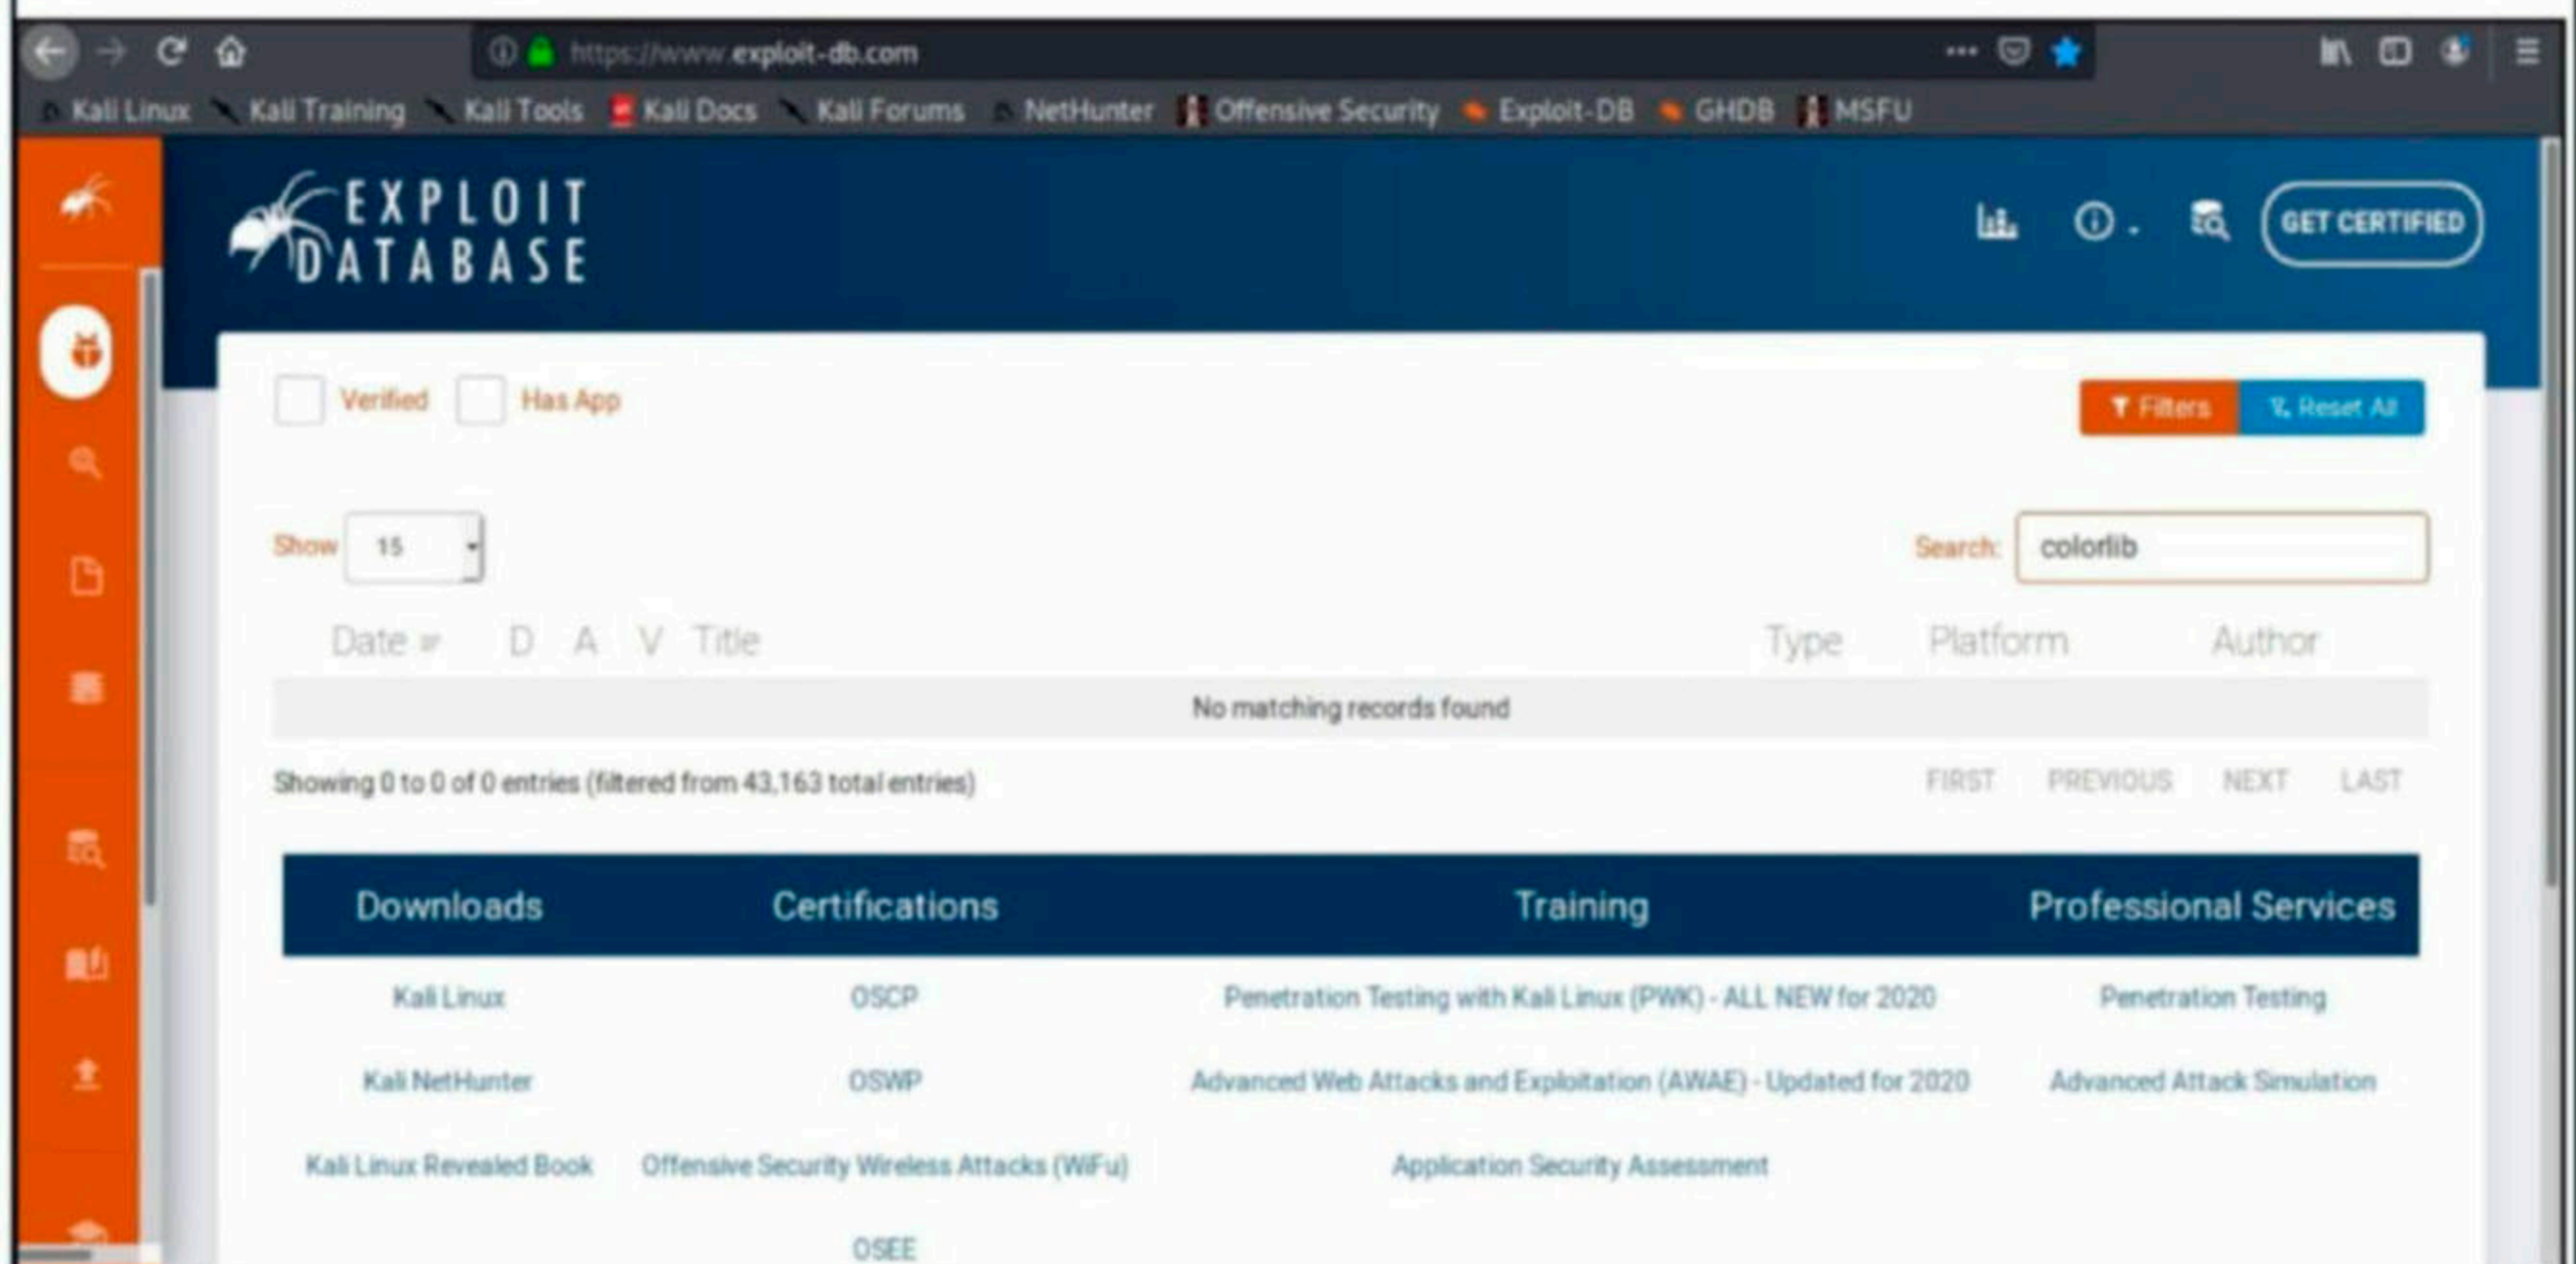 https://www.exploit-db.com
Kali Linux Kali Training Kali Tools Kali Docs Kali Forums NetHunter Offensive Security Exploit-DB GHDB MSFU
EXPLOIT
DATABASE
GET CERTIFIED
Verified Has App
Filters Reset All
Show 15 Search: colorlib
Date D A V Title Type Platform Author
No matching records found
Showing 0 to 0 of 0 entries (filtered from 43,163 total entries) FIRST PREVIOUS NEXT LAST
Downloads Certifications Training Professional Services
Kali Linux OSCP Penetration Testing with Kali Linux (PWK) - ALL NEW for 2020 Penetration Testing
Kali NetHunter OSWP Advanced Web Attacks and Exploitation (AWAE) - Updated for 2020 Advanced Attack Simulation
Kali Linux Revealed Book Offensive Security Wireless Attacks (WiFu) Application Security Assessment
OSEE